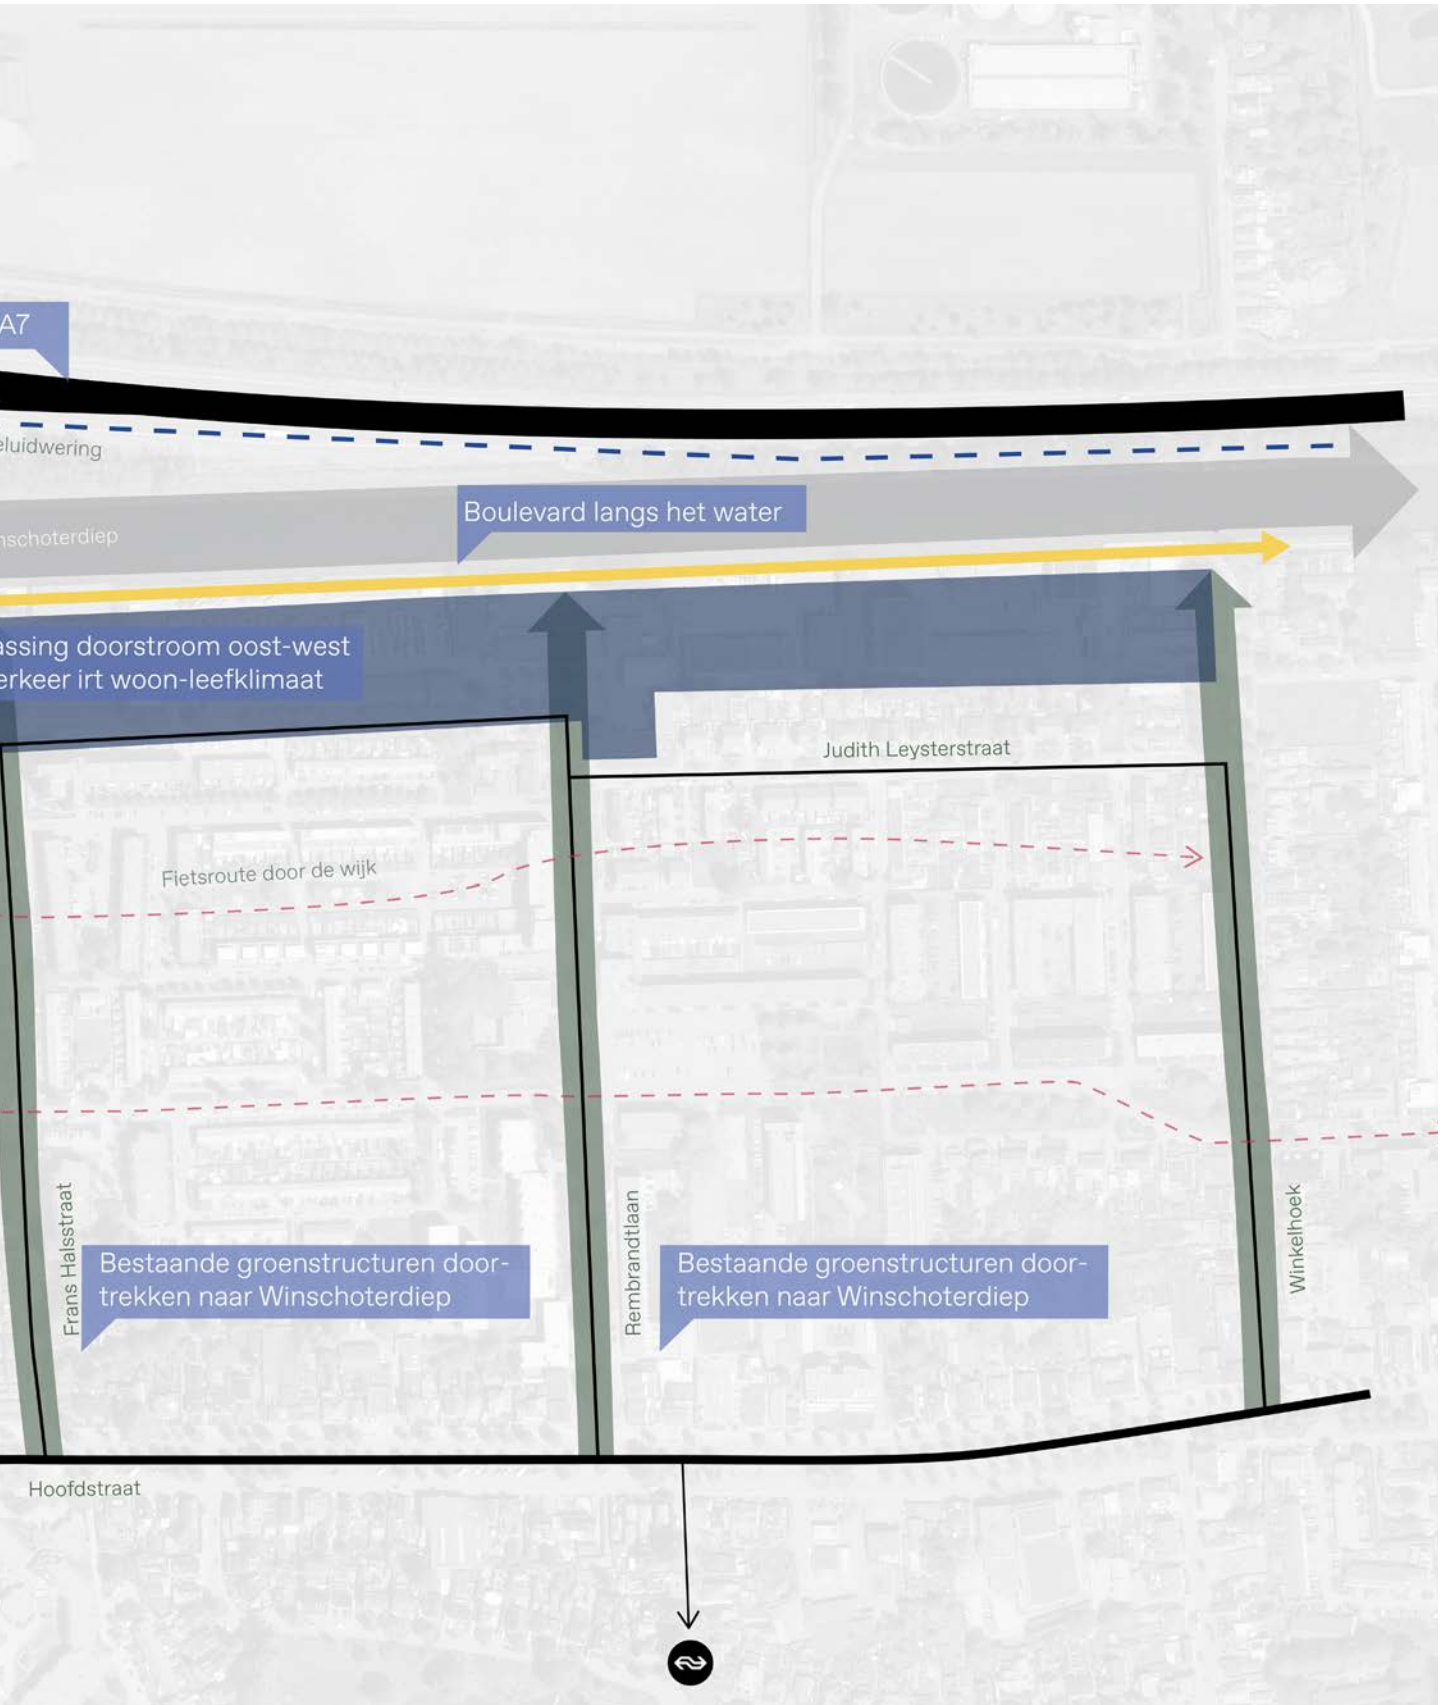 A7
eluidwering
Boulevard langs het water
nschoterdiep
assing doorstroom oost-west
erkeer irt woon-leefklimaat
Judith Leysterstraat
Fietsroute door de wijk
Frans Halsstraat
Bestaande groenstructuren door-
trekken naar Winschoterdiep
Rembrandtlaan
Bestaande groenstructuren door-
trekken naar Winschoterdiep
Winkelhoek
Hoofdstraat